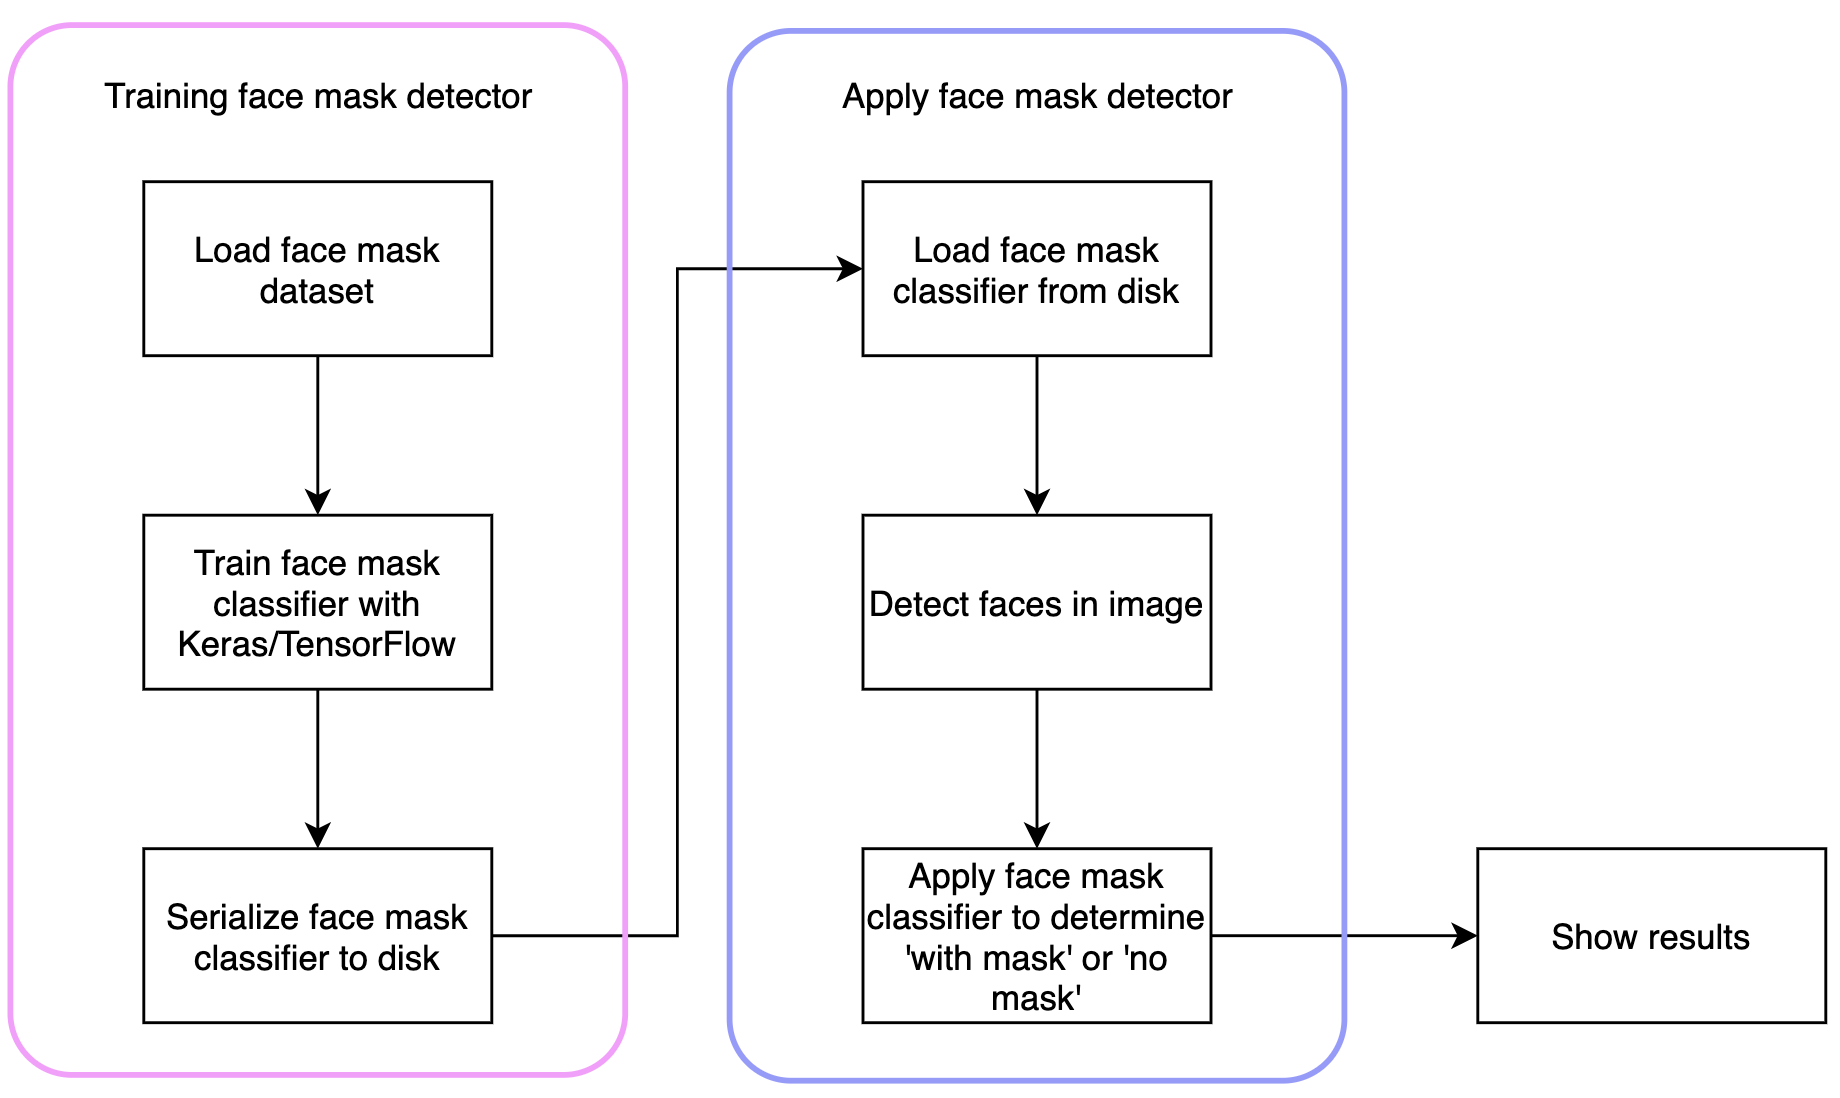 Training face mask detector
Load face mask
dataset
Train face mask
classifier with
Keras/TensorFlow
Serialize face mask
classifier to disk
Apply face mask detector
Load face mask
classifier from disk
Detect faces in image
Apply face mask
classifier to determine
'with mask' or 'no
mask'
Show results